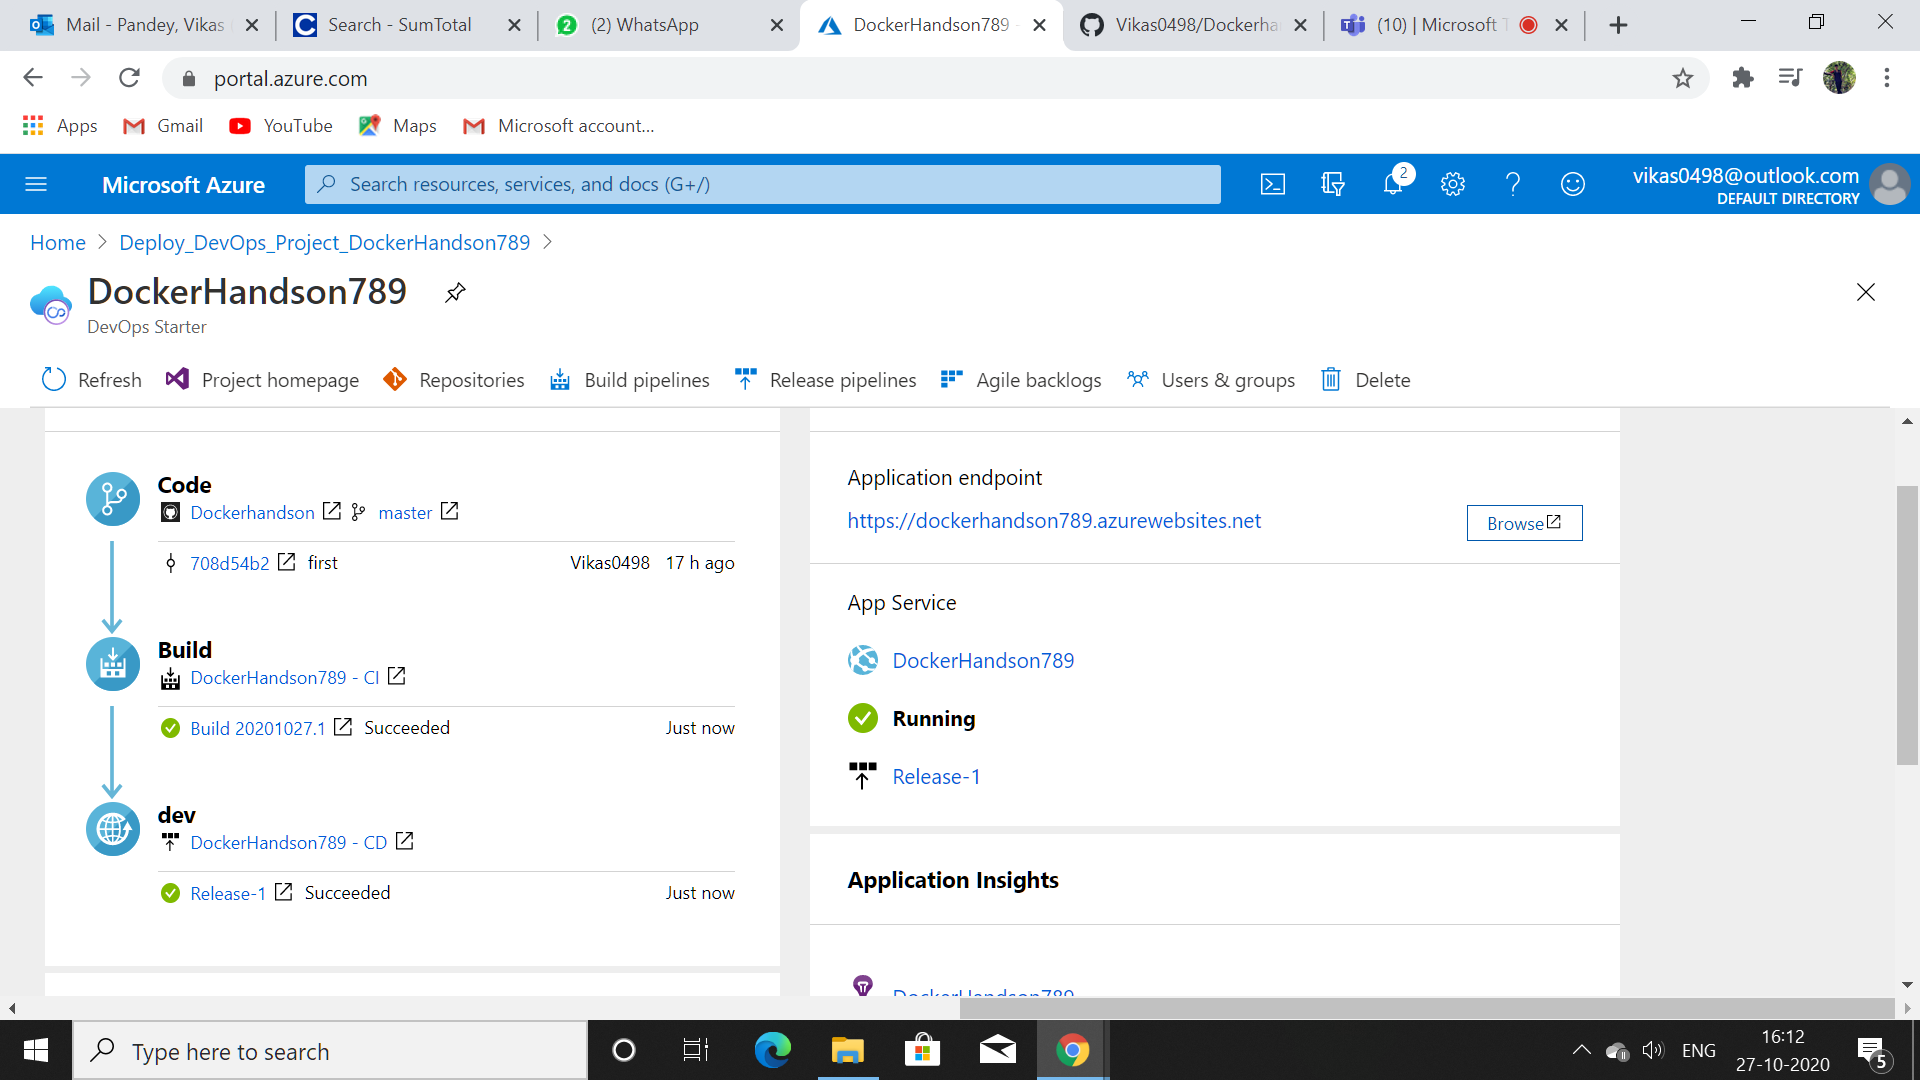 Mail - Pandey, Vikas
Search - SumTotal
2
(2) WhatsApp
DockerHandson789 -
Vikas0498/Dockerha
(10) | Microsoft T
portal.azure.com
Apps
Gmail
YouTube
Maps
Microsoft account...
Microsoft Azure
Search resources, services, and docs (G+/)
2
vikas0498@outlook.com
DEFAULT DIRECTORY
Home
Deploy_DevOps_Project_DockerHandson789
DockerHandson789
DevOps Starter
Refresh
Project homepage
Repositories
Build pipelines
Release pipelines
Agile backlogs
Users & groups
Delete
Code
Dockerhandson
master
708d54b2
first
Vikas0498
17 h ago
Build
DockerHandson789 - CI
Build 20201027.1
Succeeded
Just now
dev
DockerHandson789 - CD
Release-1
Succeeded
Just now
Application endpoint
https://dockerhandson789.azurewebsites.net
Browse
App Service
DockerHandson789
Running
Release-1
Application Insights
DockerHandson789
Type here to search
ENG
16:12
27-10-2020
5